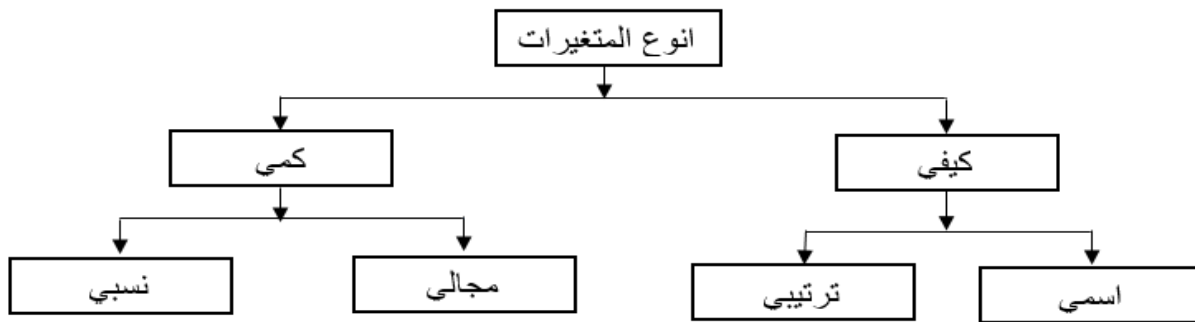 انوع المتغيرات
كيفي
كمي
اسمي
ترتيبي
مجالي
نسبي